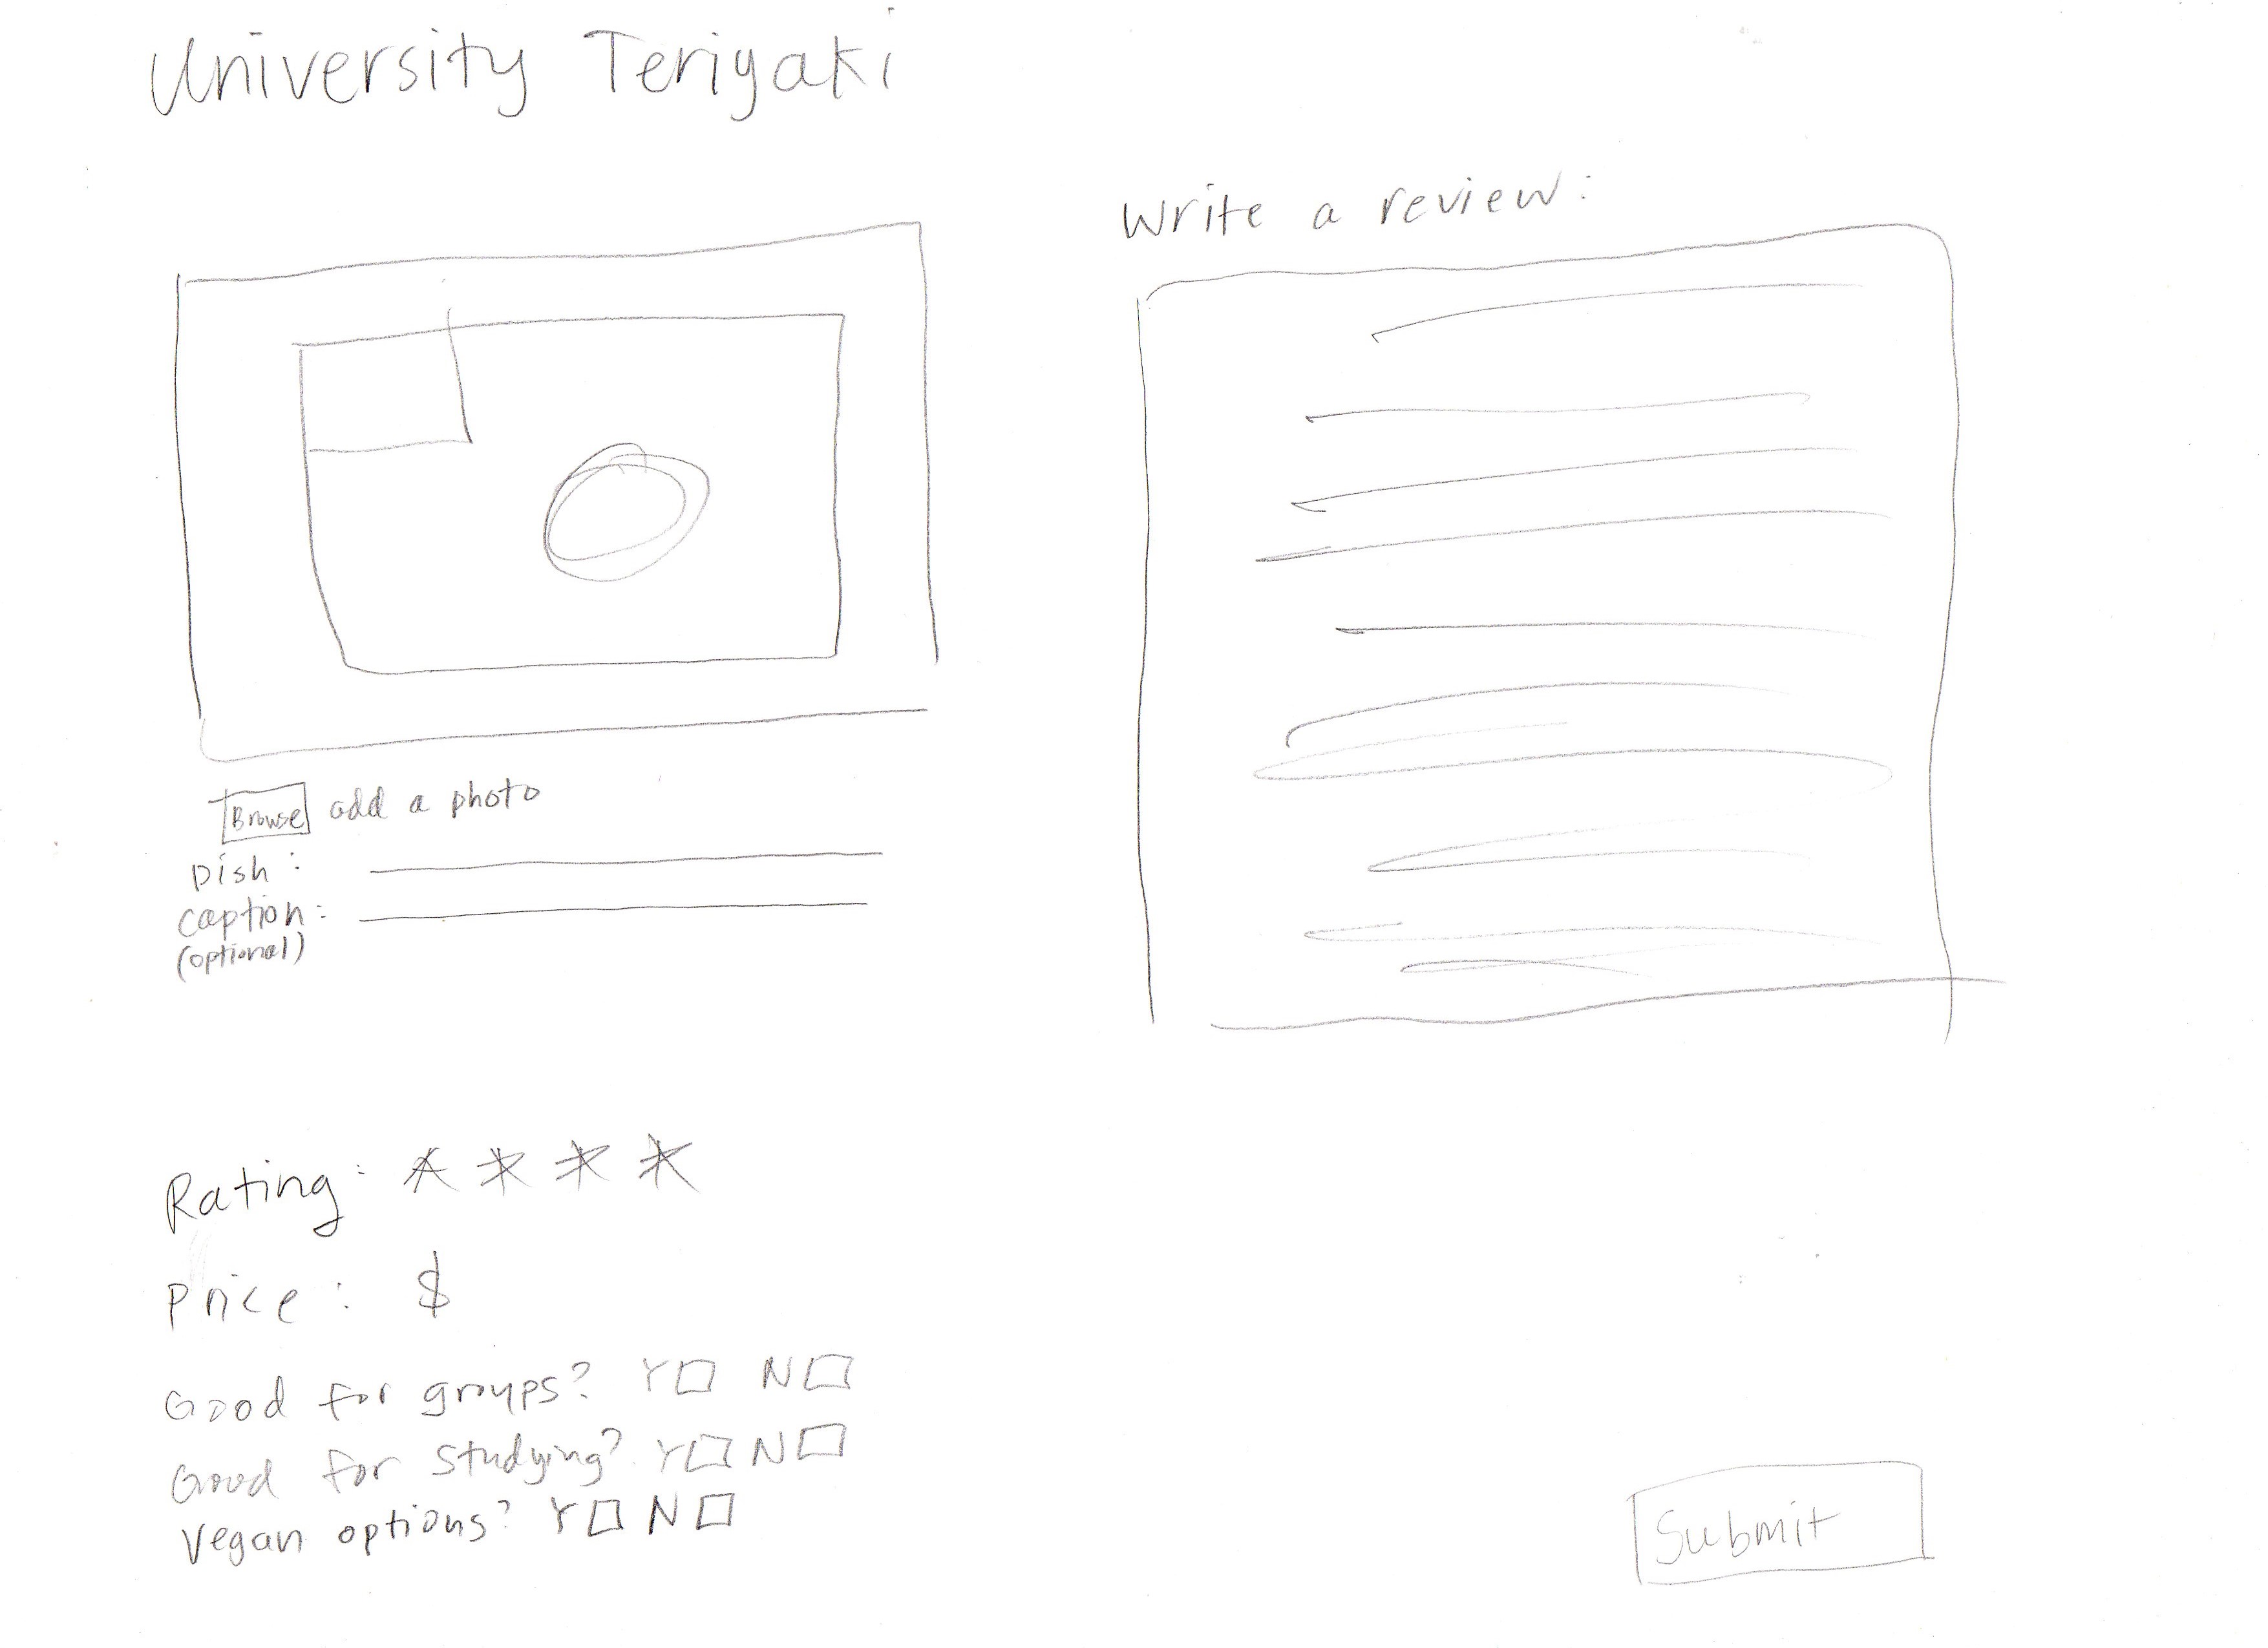 University Teriyaki
Write a review:
Browse add a photo
Dish:
caption:
(optional)
Rating:
Price: $
Good for groups? Y N
Good for studying? Y N
Vegan options? Y N
Submit